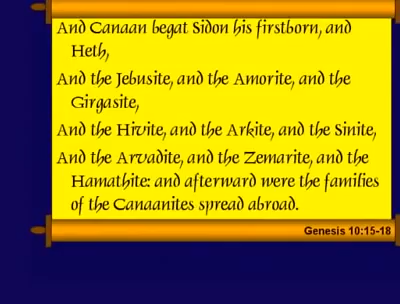 And Canaan begat Sidon his firstborn, and
Heth,
And the Jebusite, and the Amorite, and the
Girgasite,
And the Hivite, and the Arkite, and the Sinite,
And the Arvadite, and the Zemarite, and the
Hamathite: and afterward were the families
of the Canaanites spread abroad.
Genesis 10:15-18